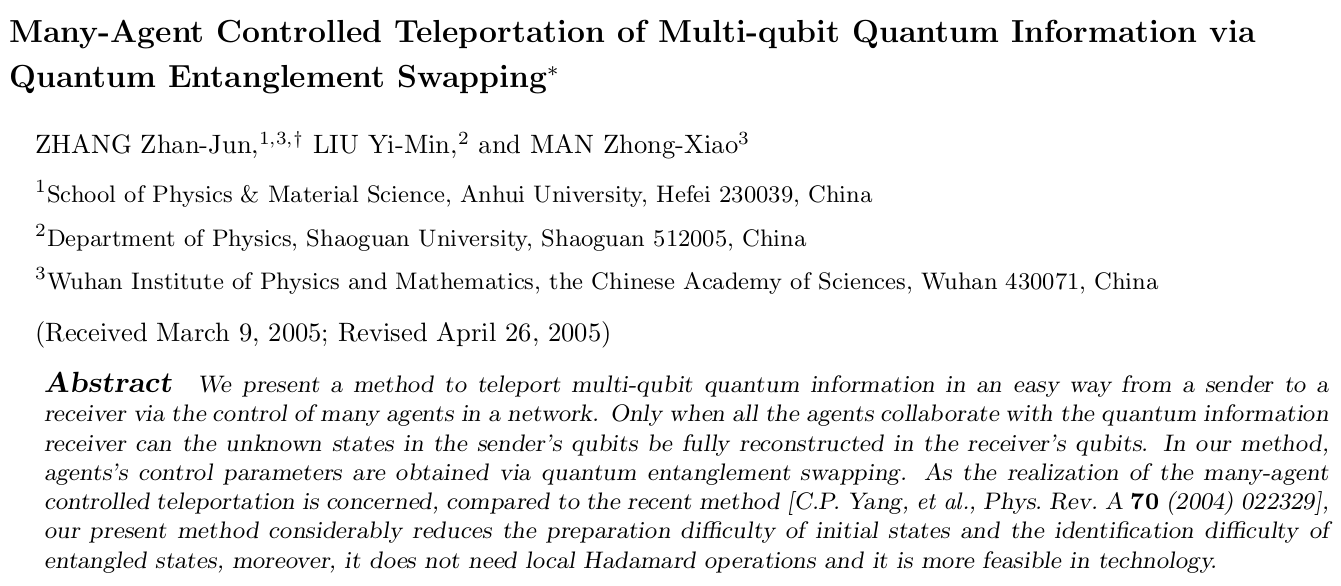 Many-Agent Controlled Teleportation of Multi-qubit Quantum Information via
Quantum Entanglement Swapping*
ZHANG Zhan-Jun,1,3,† LIU Yi-Min,2 and MAN Zhong-Xiao3
1School of Physics & Material Science, Anhui University, Hefei 230039, China
2Department of Physics, Shaoguan University, Shaoguan 512005, China
3Wuhan Institute of Physics and Mathematics, the Chinese Academy of Sciences, Wuhan 430071, China
(Received March 9, 2005; Revised April 26, 2005)
Abstract We present a method to teleport multi-qubit quantum information in an easy way from a sender to a
receiver via the control of many agents in a network. Only when all the agents collaborate with the quantum information
receiver can the unknown states in the sender's qubits be fully reconstructed in the receiver's qubits. In our method,
agents's control parameters are obtained via quantum entanglement swapping. As the realization of the many-agent
controlled teleportation is concerned, compared to the recent method [C.P. Yang, et al., Phys. Rev. A 70 (2004) 022329],
our present method considerably reduces the preparation difficulty of initial states and the identification difficulty of
entangled states, moreover, it does not need local Hadamard operations and it is more feasible in technology.